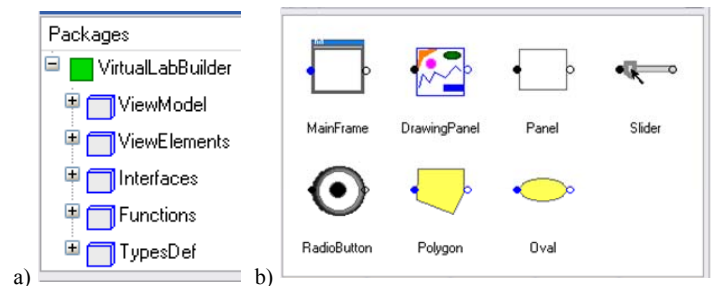 Packages
VirtualLabBuilder
ViewModel
ViewElements
Interfaces
Functions
TypesDef
a)
b)
MainFrame DrawingPanel Panel Slider
RadioButton Polygon Oval